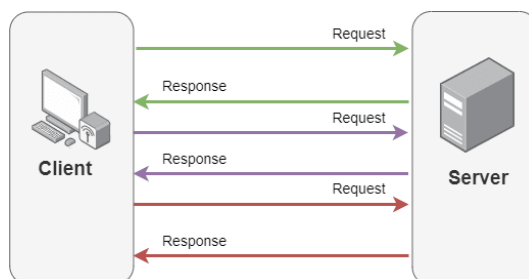 Request
Response
Request
Client
Response
Server
Request
Response